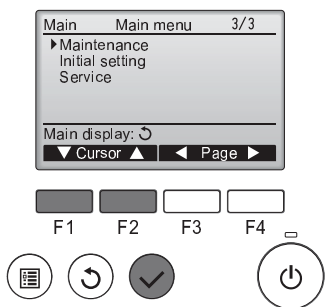 Main Main menu 3/3
Maintenance
Initial setting
Service
Main display:
Cursor Page
F1 F2 F3 F4